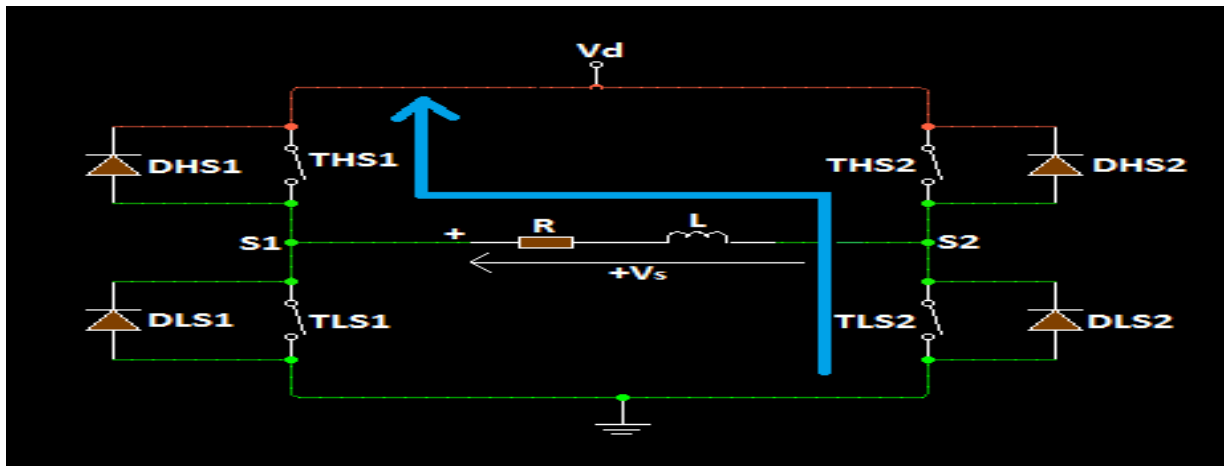 Vd
DHS1 THS1 THS2 DHS2
S1 + R L S2
+Vs
DLS1 TLS1 TLS2 DLS2